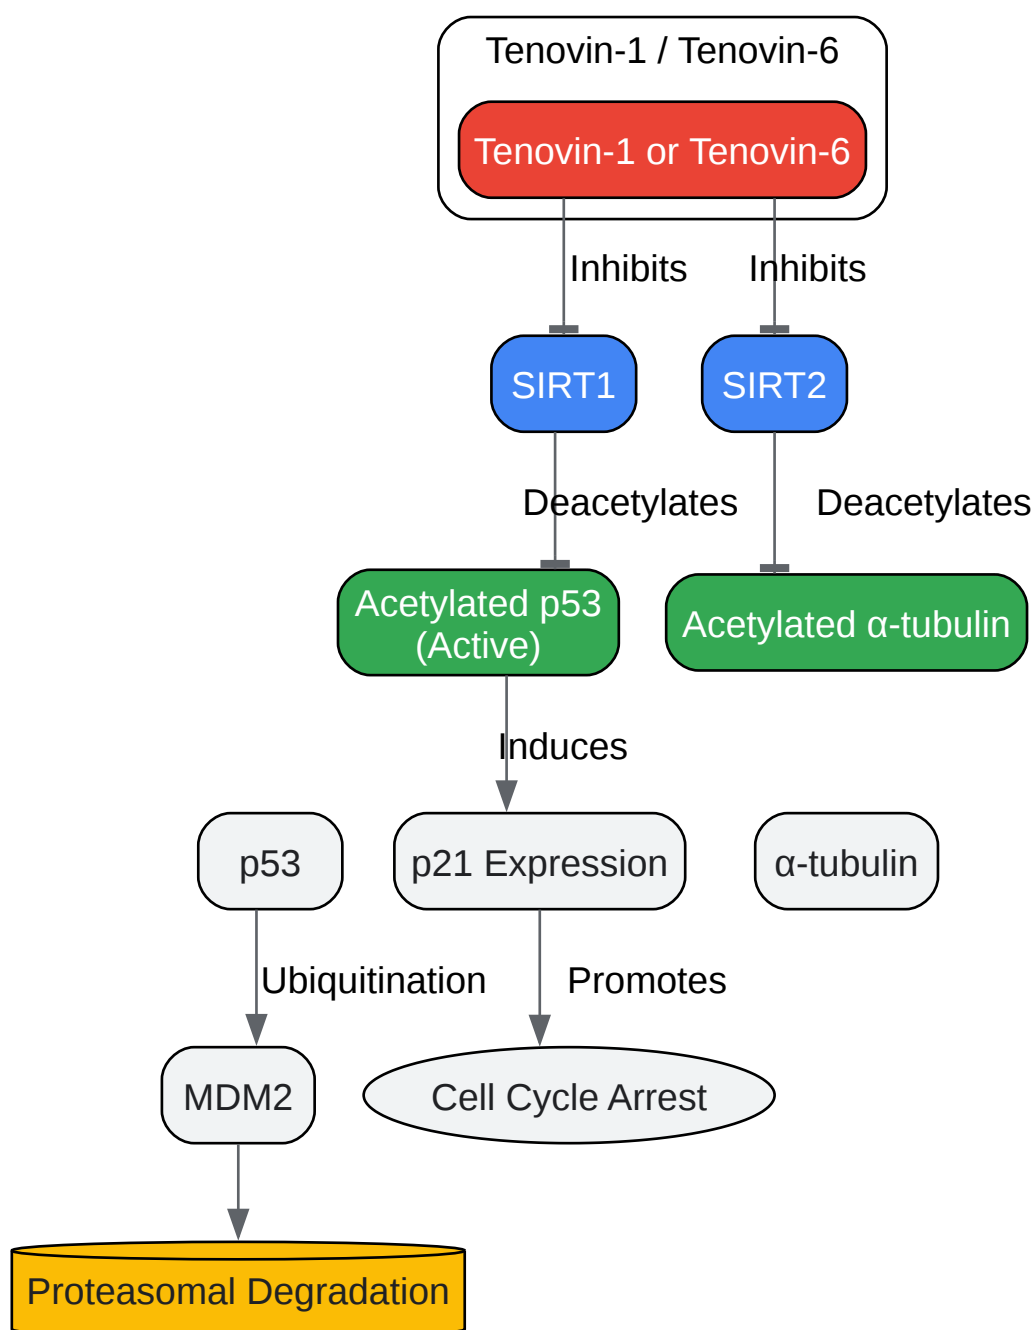 Tenovin-1 / Tenovin-6
Tenovin-1 or Tenovin-6
Inhibits
Inhibits
SIRT1
SIRT2
Deacetylates
Deacetylates
Acetylated p53
(Active)
Acetylated α-tubulin
Induces
p53
p21 Expression
α-tubulin
Ubiquitination
Promotes
MDM2
Cell Cycle Arrest
Proteasomal Degradation